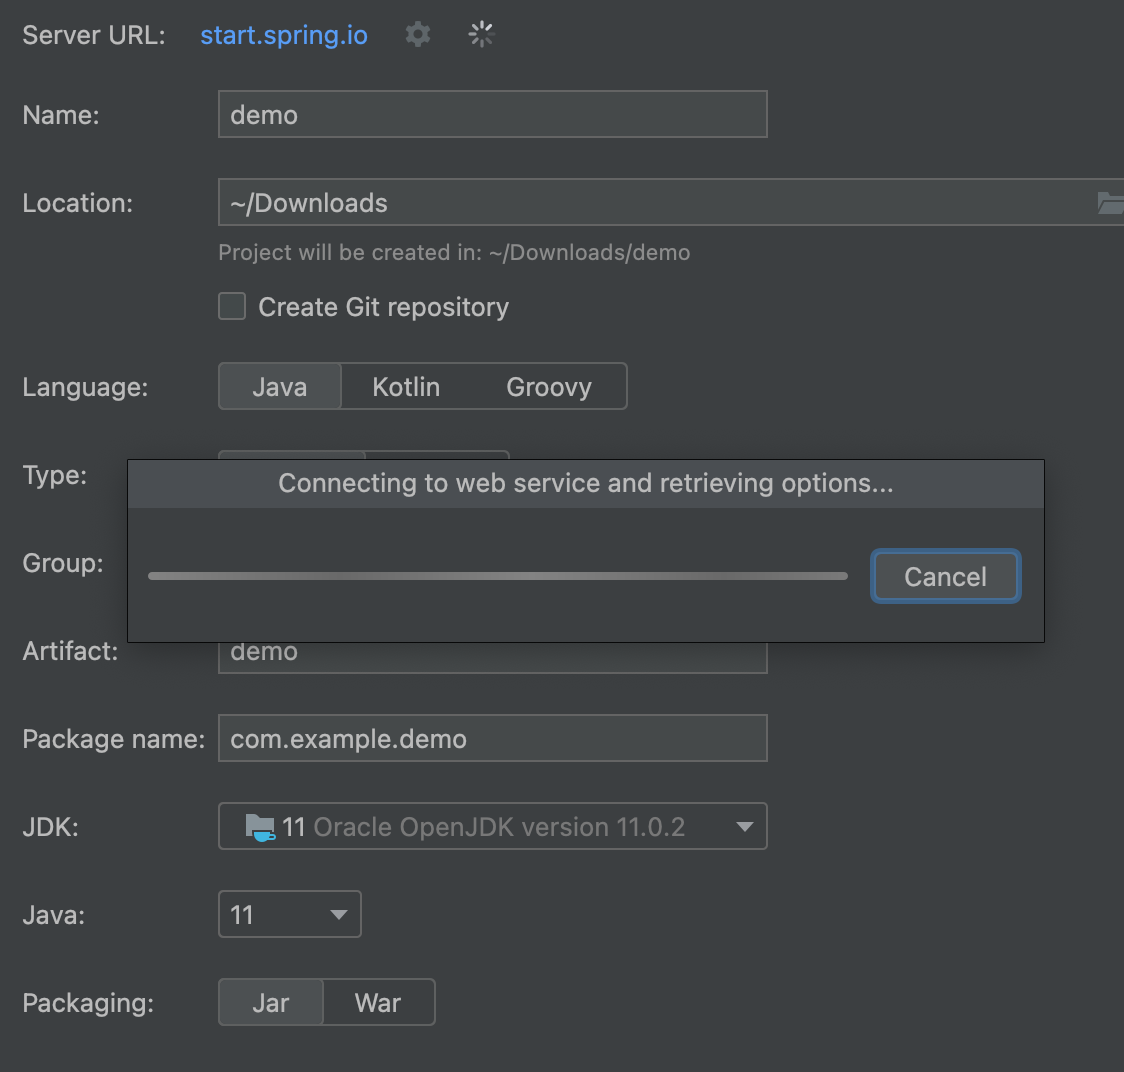 Server URL: start.spring.io
Name: demo
Location: ~/Downloads
Project will be created in: ~/Downloads/demo
Create Git repository
Language: Java Kotlin Groovy
Type:
Connecting to web service and retrieving options...
Group:
Cancel
Artifact: demo
Package name: com.example.demo
JDK: 11 Oracle OpenJDK version 11.0.2
Java: 11
Packaging: Jar War